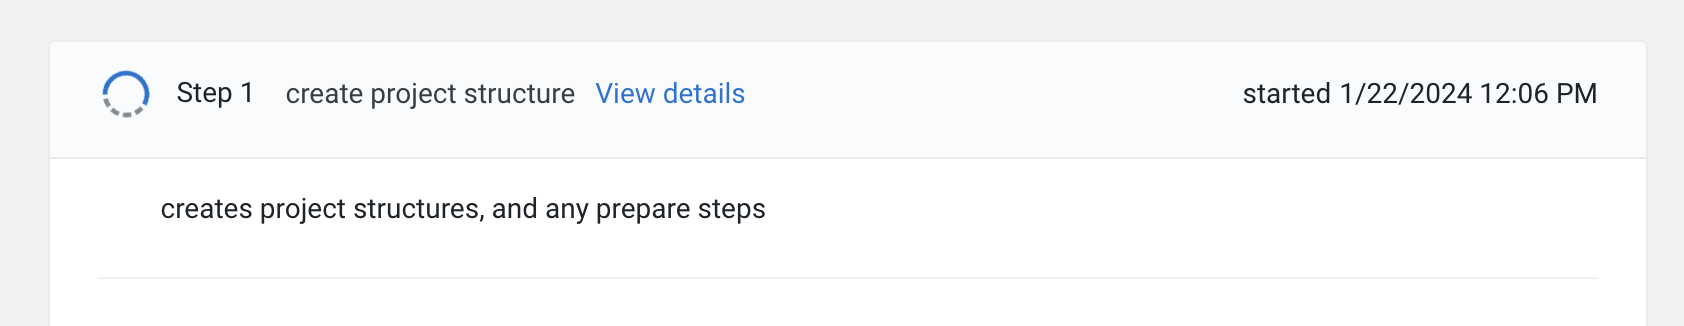 Step 1 create project structure View details started 1/22/2024 12:06 PM
creates project structures, and any prepare steps